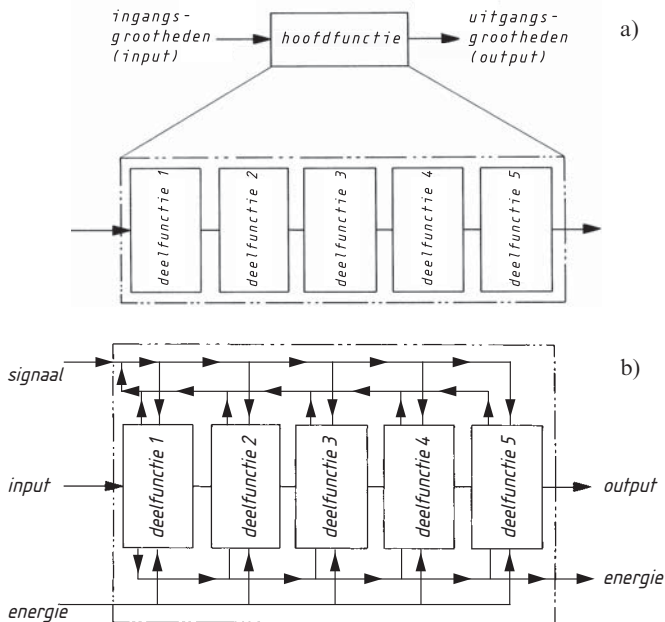 ingangs-
grootheden
(input)
hoofdfunctie
uitgangs-
grootheden
(output)
a)
deelfunctie 1
deelfunctie 2
deelfunctie 3
deelfunctie 4
deelfunctie 5
b)
signaal
input
deelfunctie 1
deelfunctie 2
deelfunctie 3
deelfunctie 4
deelfunctie 5
output
energie
energie